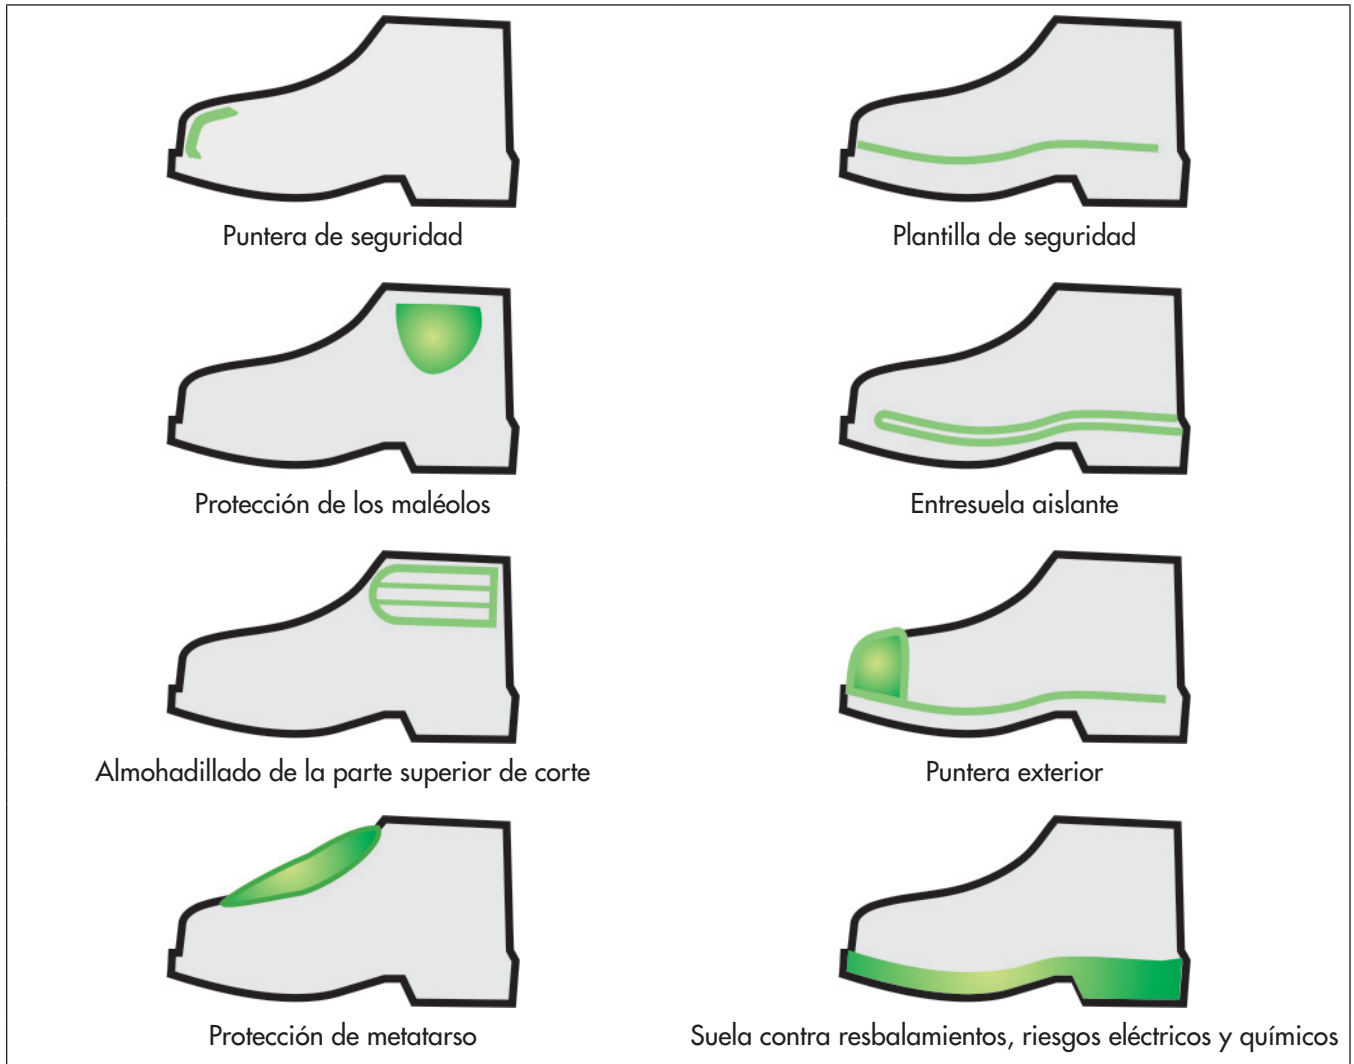 Puntera de seguridad
Plantilla de seguridad
Protección de los maléolos
Entresuela aislante
Almohadillado de la parte superior de corte
Puntera exterior
Protección de metatarso
Suela contra resbalamientos, riesgos eléctricos y químicos